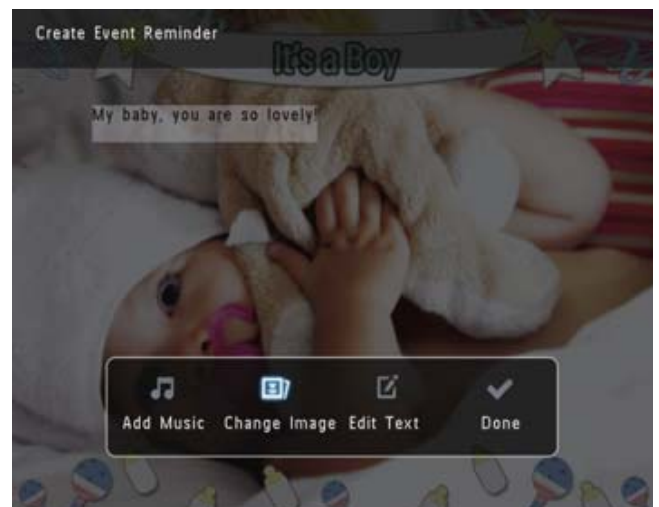 Create Event Reminder
It's a Boy
My baby, you are so lovely!
Add Music Change Image Edit Text Done